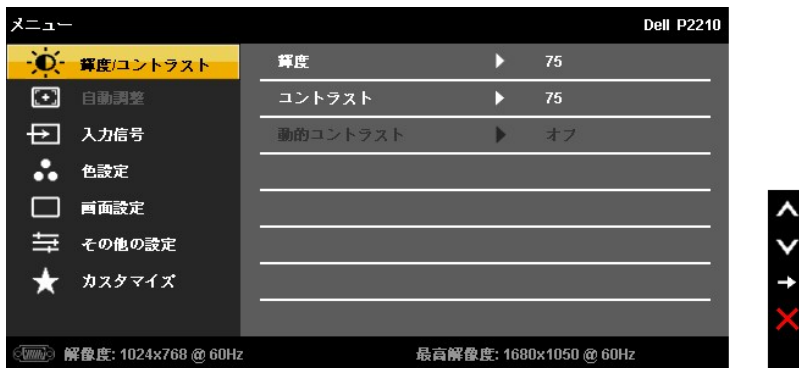 メニュー Dell P2210
輝度/コントラスト 輝度 75
自動調整 コントラスト 75
入力信号 動的コントラスト オフ
色設定
画面設定
その他の設定
カスタマイズ
解像度: 1024x768 @ 60Hz 最高解像度: 1680x1050 @ 60Hz